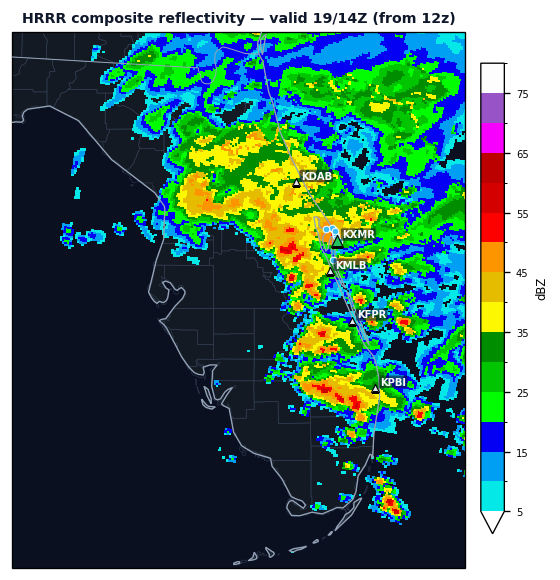 HRRR composite reflectivity — valid 19/14Z (from 12z)
KDAB
KXMR
KMLB
KFPR
KPBI
75
65
55
45
35
25
15
5
dBZ